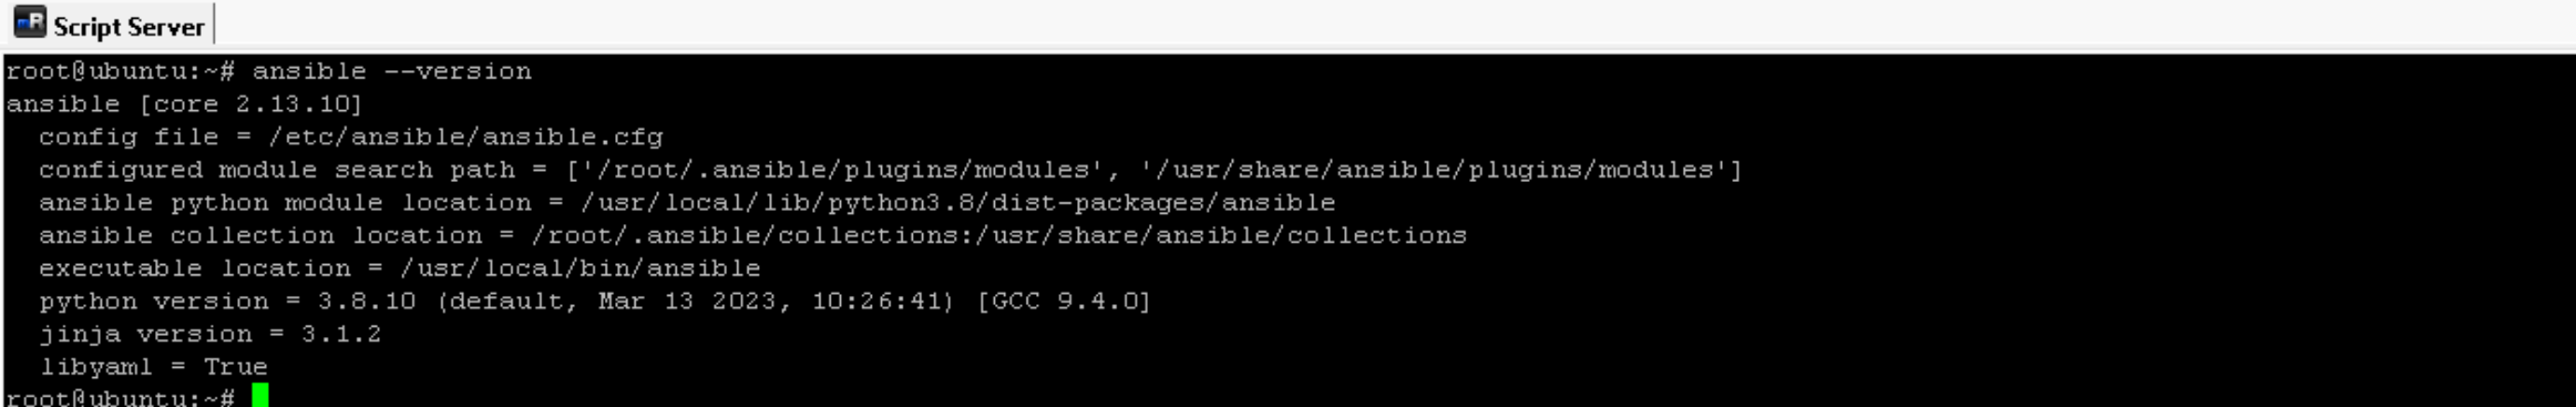 Script Server
root@ubuntu:~# ansible --version
ansible [core 2.13.10]
  config file = /etc/ansible/ansible.cfg
  configured module search path = ['/root/.ansible/plugins/modules', '/usr/share/ansible/plugins/modules']
  ansible python module location = /usr/local/lib/python3.8/dist-packages/ansible
  ansible collection location = /root/.ansible/collections:/usr/share/ansible/collections
  executable location = /usr/local/bin/ansible
  python version = 3.8.10 (default, Mar 13 2023, 10:26:41) [GCC 9.4.0]
  jinja version = 3.1.2
  libyaml = True
root@ubuntu:~#